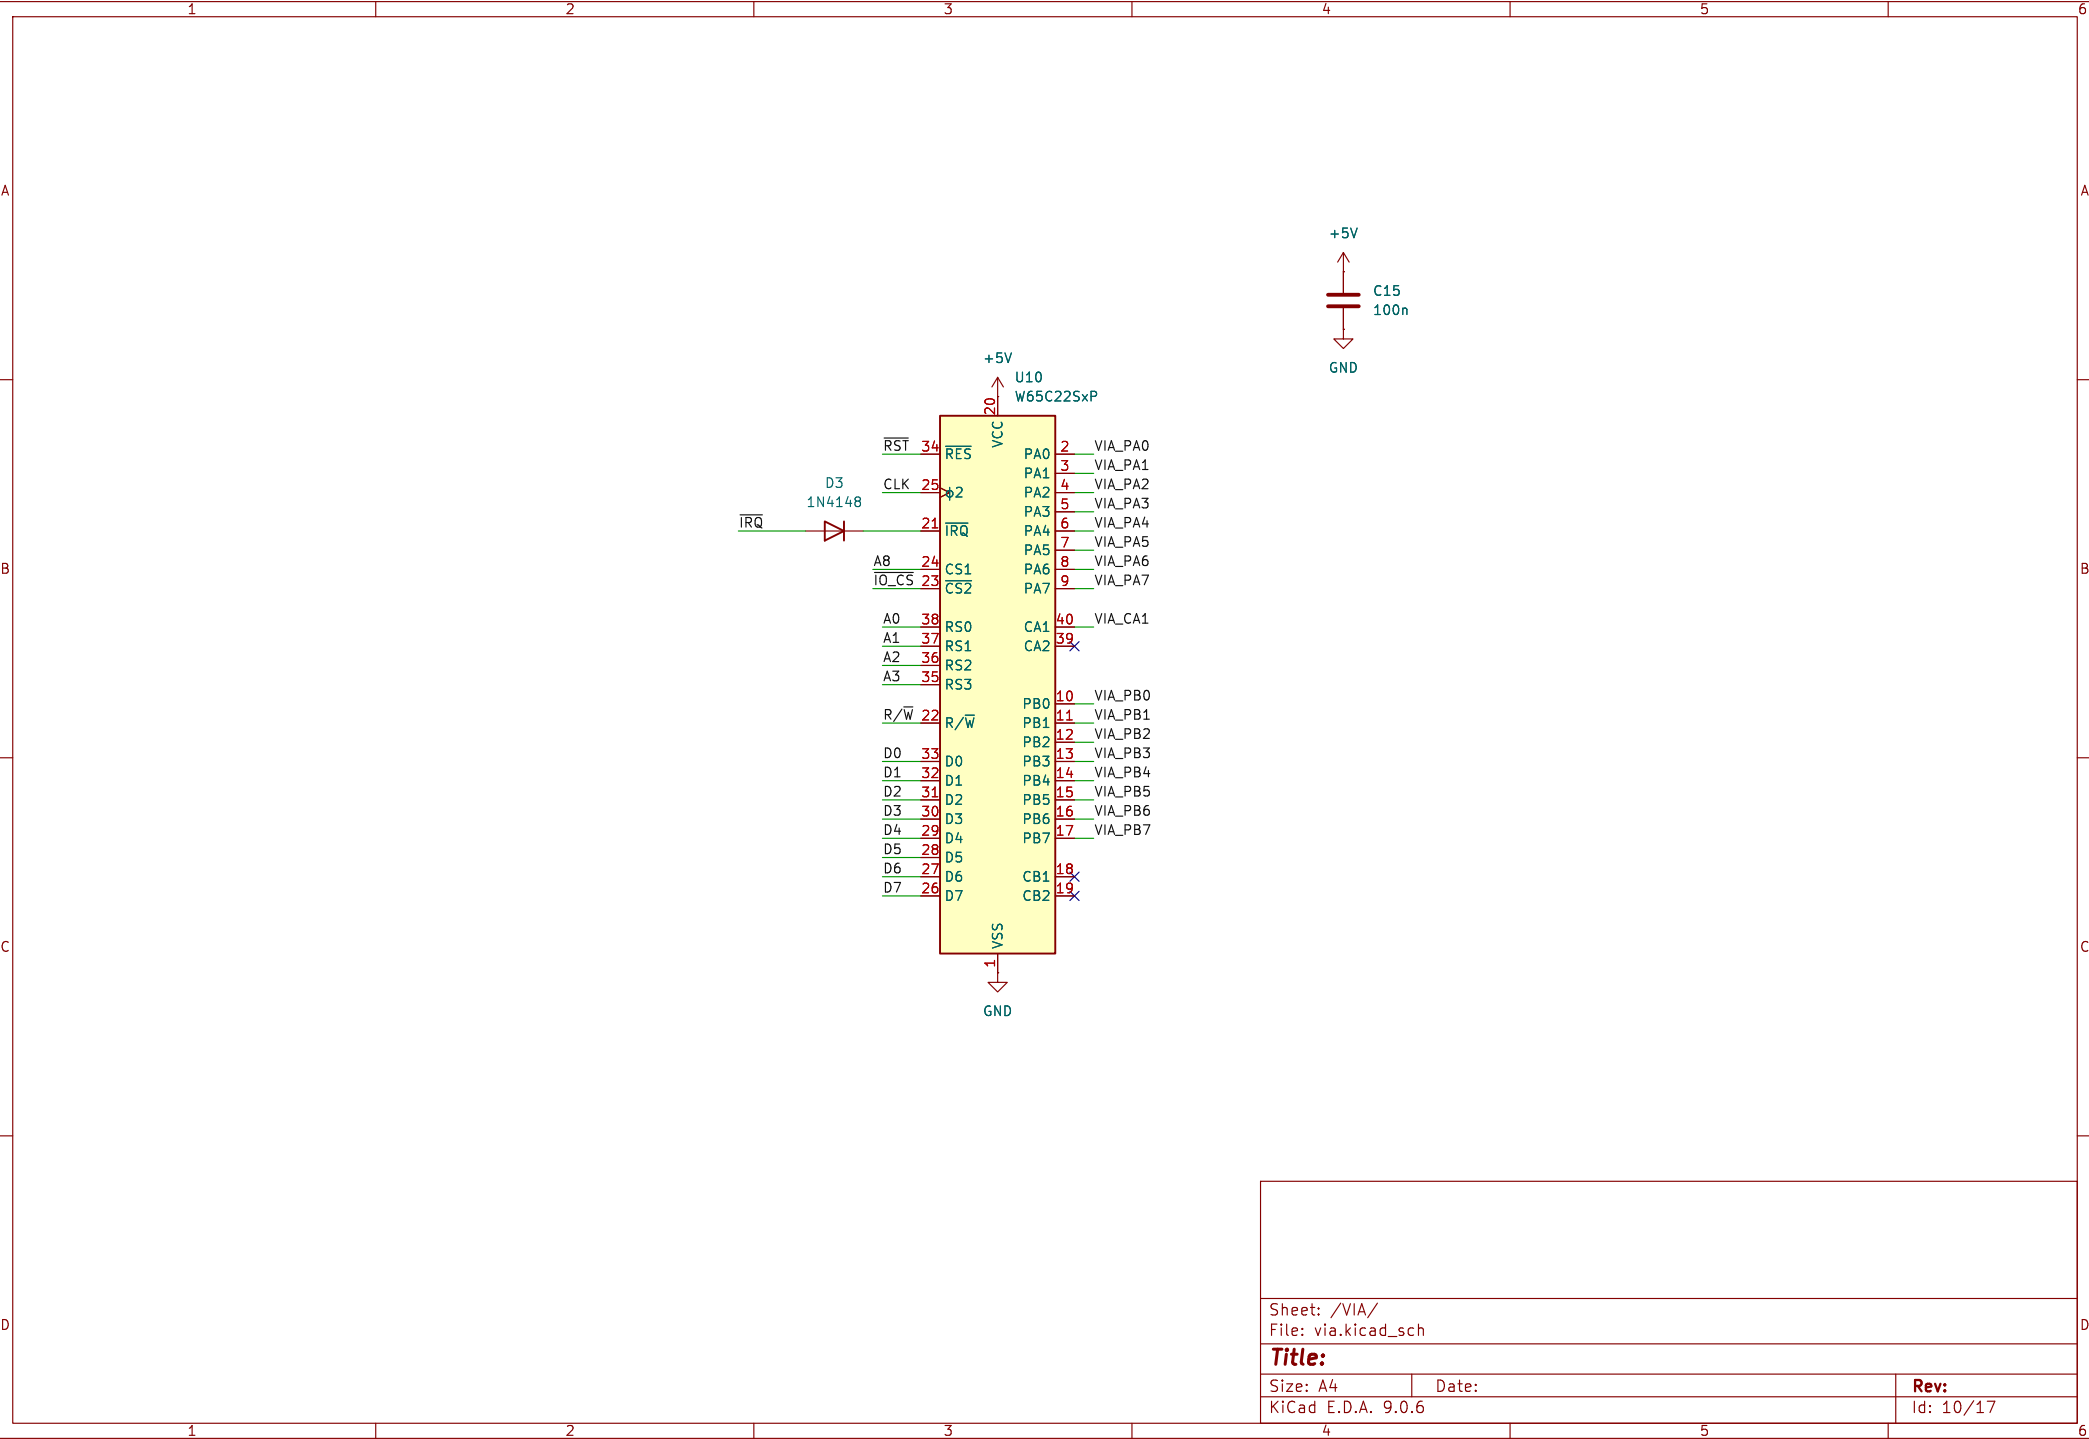 1 2 3 4 5 6
A A
+5V
C15
100n
GND
+5V
U10
W65C22SxP
20
VCC
R̅S̅T̅ 34 R̅E̅S̅ PA0 2 VIA_PA0
PA1 3 VIA_PA1
CLK 25 ϕ2 PA2 4 VIA_PA2
D3
1N4148
PA3 5 VIA_PA3
I̅R̅Q̅ 21 I̅R̅Q̅ PA4 6 VIA_PA4
PA5 7 VIA_PA5
B A8 24 CS1 PA6 8 VIA_PA6 B
I̅O̅_̅C̅S̅ 23 C̅S̅2̅ PA7 9 VIA_PA7
A0 38 RS0 CA1 40 VIA_CA1
A1 37 RS1 CA2 39
A2 36 RS2
A3 35 RS3
PB0 10 VIA_PB0
R/W̅ 22 R/W̅ PB1 11 VIA_PB1
PB2 12 VIA_PB2
D0 33 D0 PB3 13 VIA_PB3
D1 32 D1 PB4 14 VIA_PB4
D2 31 D2 PB5 15 VIA_PB5
D3 30 D3 PB6 16 VIA_PB6
D4 29 D4 PB7 17 VIA_PB7
D5 28 D5
D6 27 D6 CB1 18
D7 26 D7 CB2 19
VSS
1
GND
C C
D D
Sheet: /VIA/
File: via.kicad_sch
Title:
Size: A4 Date: Rev:
KiCad E.D.A. 9.0.6 Id: 10/17
1 2 3 4 5 6